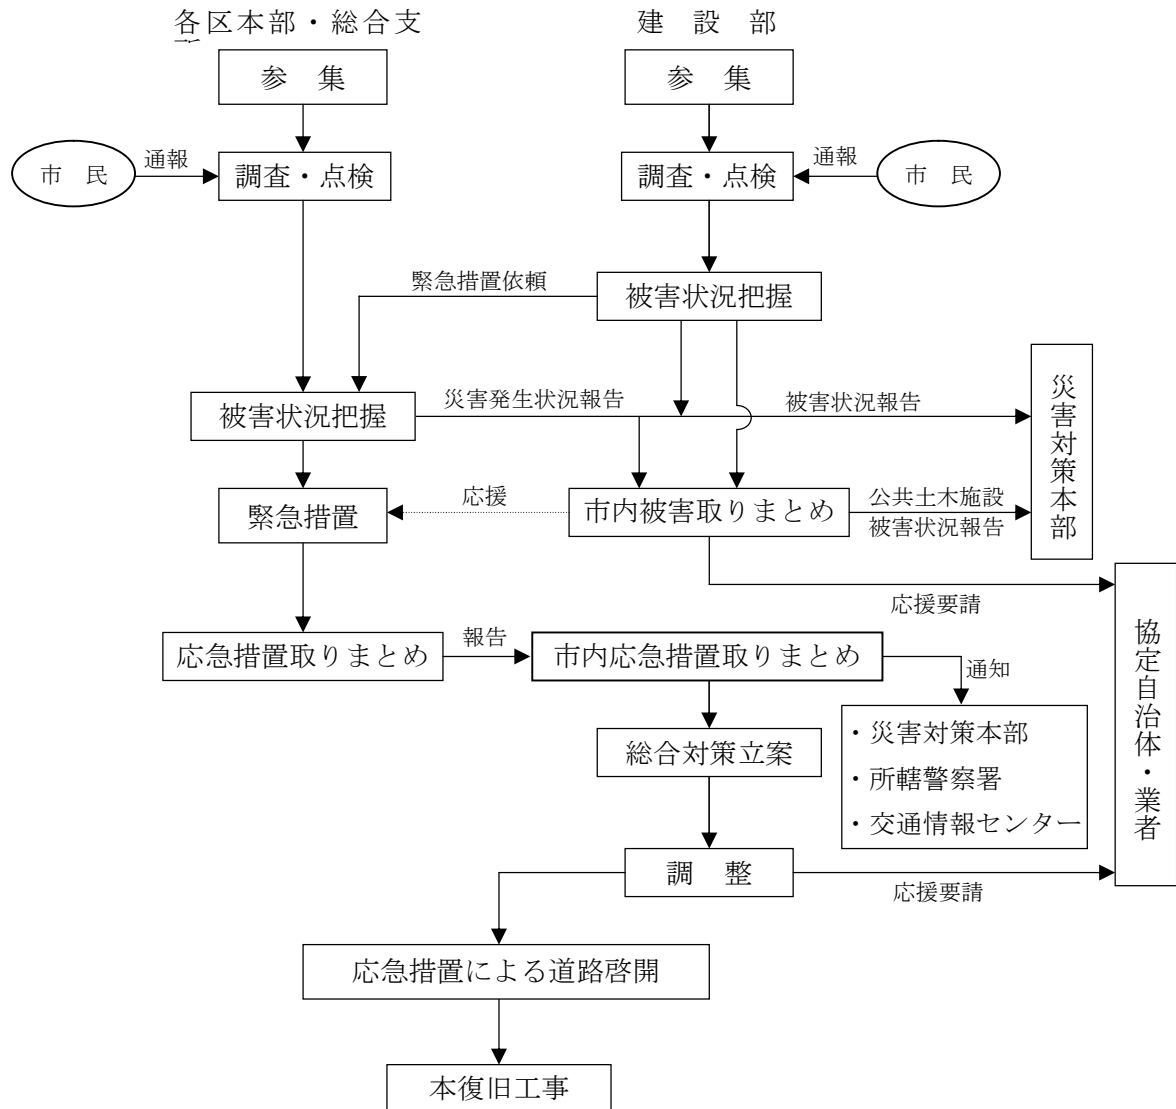 各区本部・総合支
建　設　部
参　集
参　集
市　民
通報
調査・点検
調査・点検
通報
市　民
緊急措置依頼
被害状況把握
被害状況把握
災害発生状況報告
被害状況報告
災害対策本部
緊急措置
応援
市内被害取りまとめ
公共土木施設
被害状況報告
応援要請
協定自治体・業者
応急措置取りまとめ
報告
市内応急措置取りまとめ
通知
・災害対策本部
・所轄警察署
・交通情報センター
総合対策立案
調　整
応援要請
応急措置による道路啓開
本復旧工事